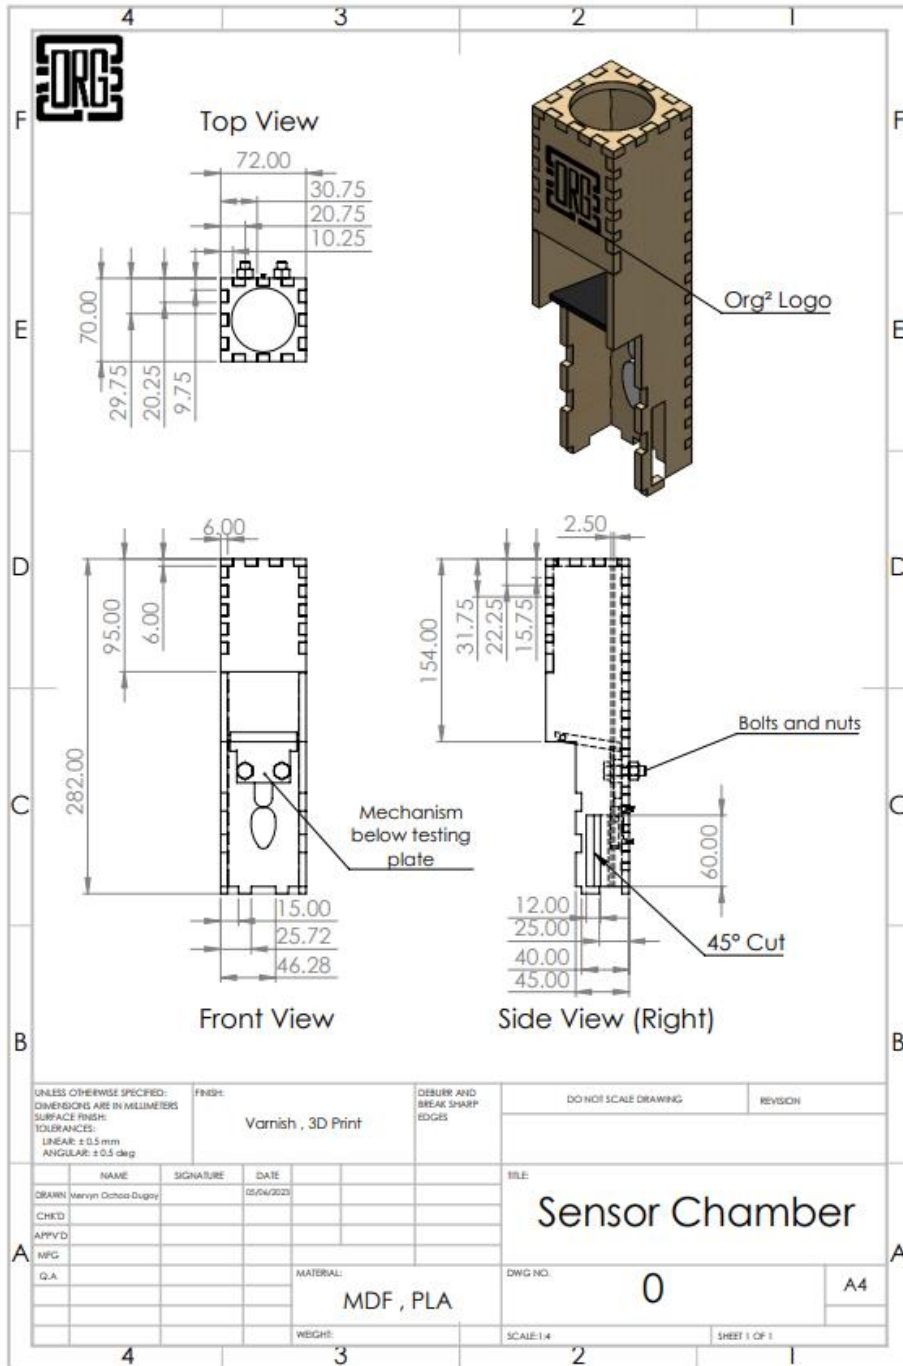 4 3 2 1
F F
ORG
Top View
72.00
30.75
20.75
10.25
70.00
29.75
20.25
9.75
ORG
Org² Logo
E E
D D
6.00
95.00
6.00
282.00
2.50
154.00
31.75
22.25
15.75
Bolts and nuts
C C
Mechanism
below testing
plate
60.00
15.00
25.72
46.28
12.00
25.00
40.00
45.00
45° Cut
Front View
Side View (Right)
B B
UNLESS OTHERWISE SPECIFIED:
DIMENSIONS ARE IN MILLIMETERS
SURFACE FINISH:
TOLERANCES:
LINEAR: ± 0.5 mm
ANGULAR: ± 0.5 deg
FINISH:
Varnish , 3D Print
DEBURR AND
BREAK SHARP
EDGES
DO NOT SCALE DRAWING
REVISION
NAME SIGNATURE DATE
DRAWN Mervyn Ochoa-Dugoy 05/06/2023
CHK'D
APPV'D
MFG
Q.A
TITLE:
Sensor Chamber
MATERIAL:
MDF , PLA
DWG NO.
0
A4
A A
WEIGHT:
SCALE:1:4
SHEET 1 OF 1
4 3 2 1